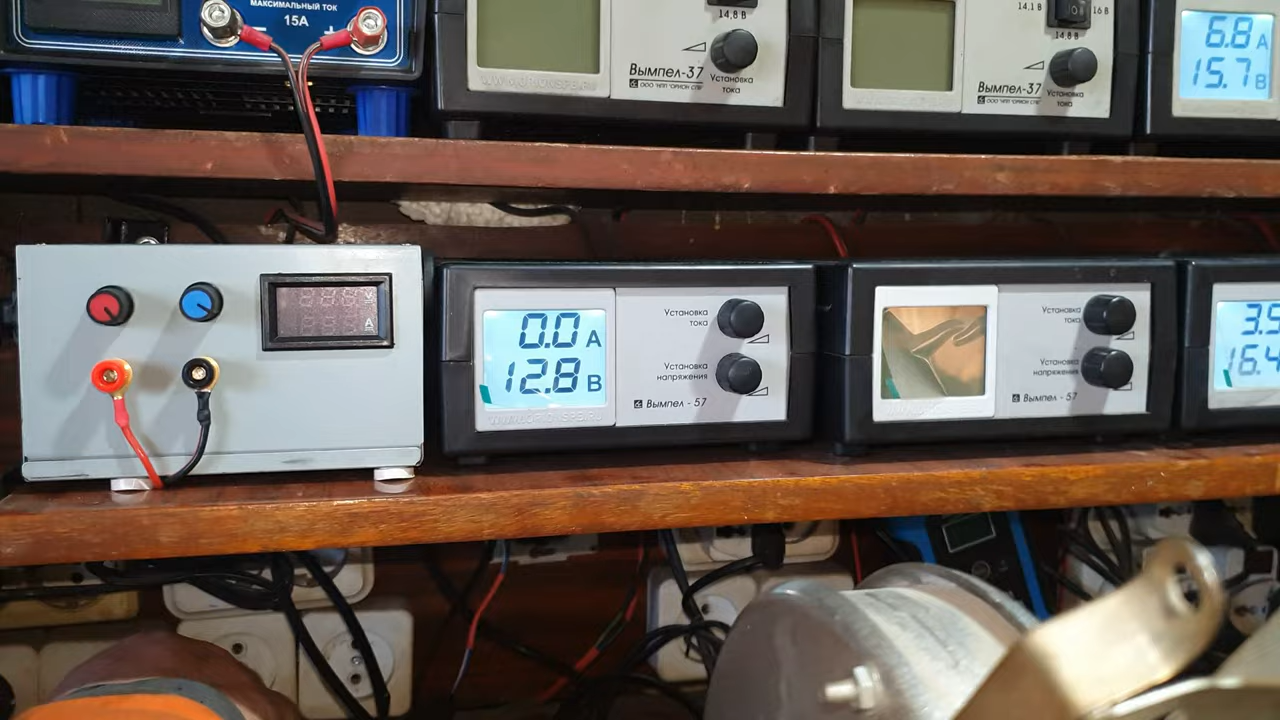 МАКСИМАЛЬНЫЙ ТОК
15А
− +
14,8 В
Вымпел-37
Установка
тока
14,1 В
16 В
14,8 В
Вымпел-37
Установка
тока
6.8 А
15.7 В
V
A
0.0 А
12.8 В
Установка
тока
Установка
напряжения
Вымпел - 57
Установка
тока
Установка
напряжения
Вымпел - 57
3.5
16.4